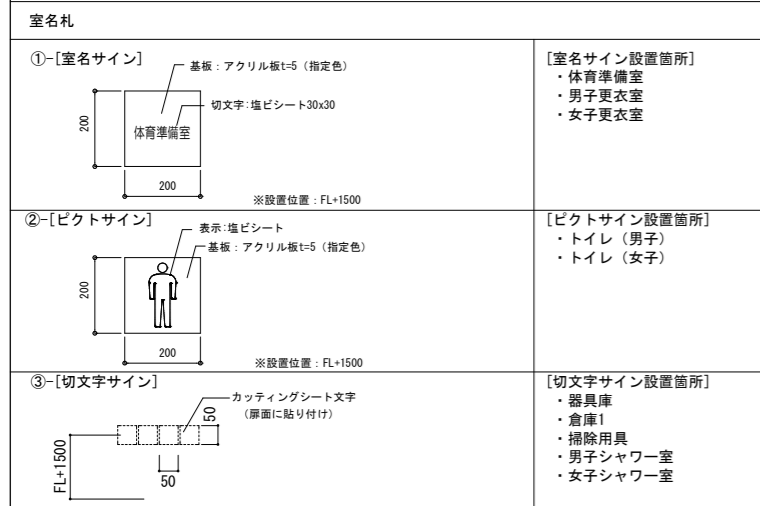 室名札
①-[室名サイン]
基板：アクリル板t=5（指定色）
切文字:塩ビシート30x30
200
体育準備室
200
※設置位置：FL+1500
[室名サイン設置箇所]
・体育準備室
・男子更衣室
・女子更衣室
②-[ピクトサイン]
表示:塩ビシート
基板：アクリル板t=5（指定色）
200
200
※設置位置：FL+1500
[ピクトサイン設置箇所]
・トイレ（男子）
・トイレ（女子）
③-[切文字サイン]
カッティングシート文字
（扉面に貼り付け）
50
FL+1500
50
[切文字サイン設置箇所]
・器具庫
・倉庫1
・掃除用具
・男子シャワー室
・女子シャワー室